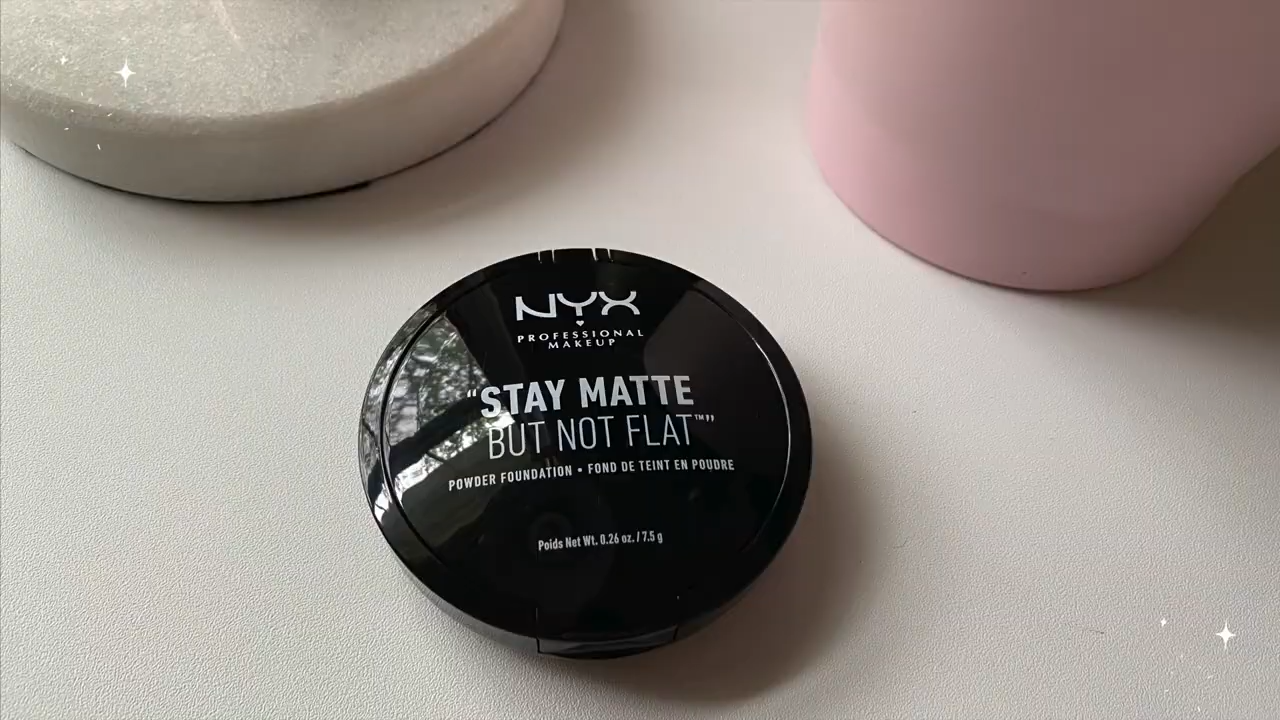 NYX
PROFESSIONAL
MAKEUP
“STAY MATTE
BUT NOT FLAT™”
POWDER FOUNDATION • FOND DE TEINT EN POUDRE
Poids Net Wt. 0.26 oz. / 7.5 g